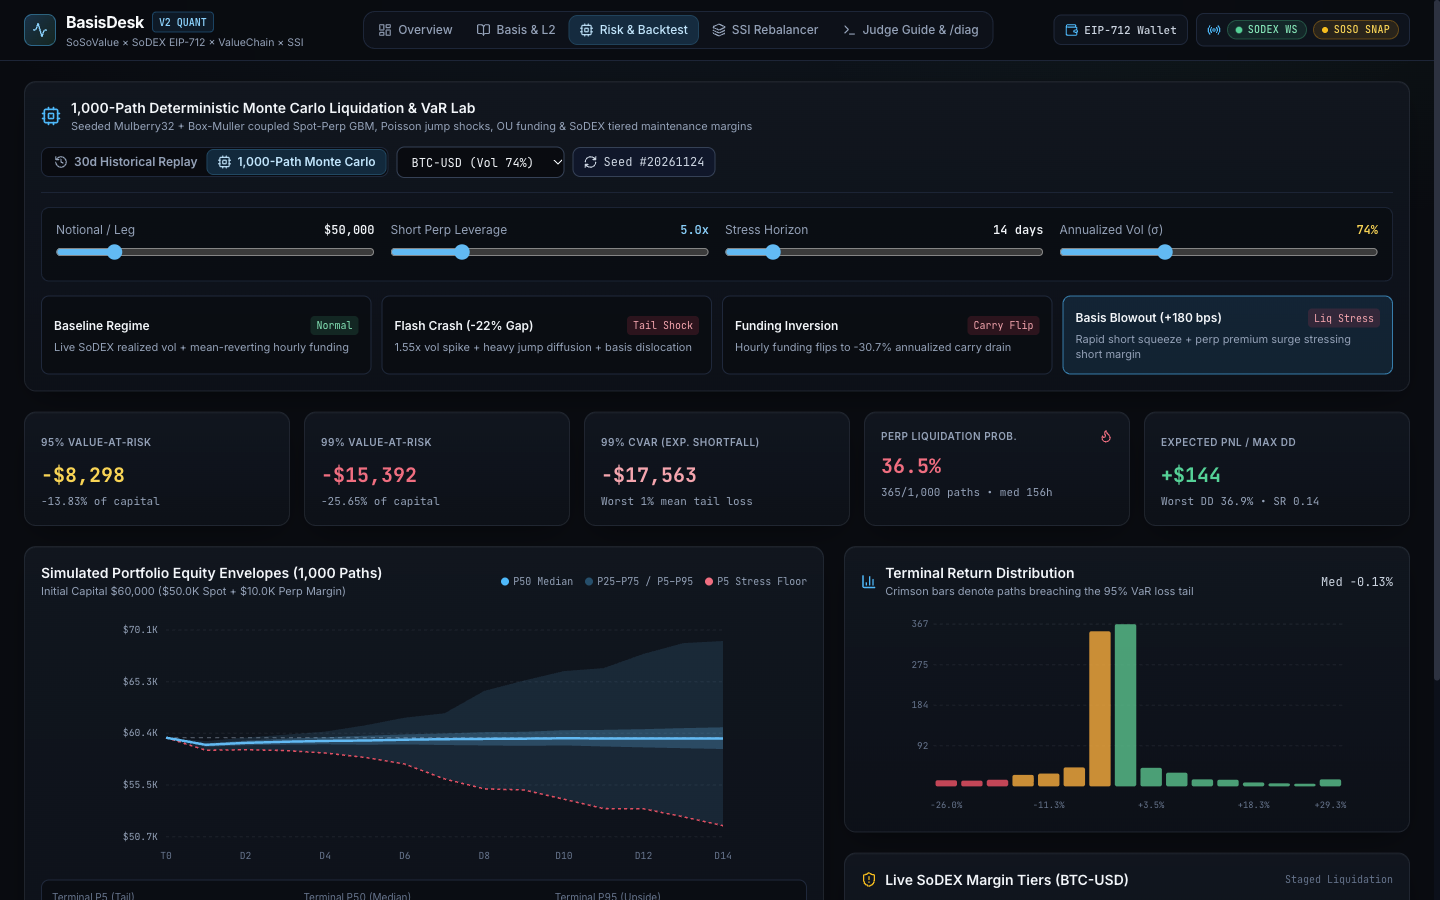 BasisDesk V2 QUANT
SoSoValue × SoDEX EIP-712 × ValueChain × SSI
Overview
Basis & L2
Risk & Backtest
SSI Rebalancer
Judge Guide & /diag
EIP-712 Wallet
SODEX WS
SOSO SNAP
1,000-Path Deterministic Monte Carlo Liquidation & VaR Lab
Seeded Mulberry32 + Box-Muller coupled Spot-Perp GBM, Poisson jump shocks, OU funding & SoDEX tiered maintenance margins
30d Historical Replay
1,000-Path Monte Carlo
BTC-USD (Vol 74%)
Seed #20261124
Notional / Leg $50,000
Short Perp Leverage 5.0x
Stress Horizon 14 days
Annualized Vol (σ) 74%
Baseline Regime Normal
Live SoDEX realized vol + mean-reverting hourly funding
Flash Crash (-22% Gap) Tail Shock
1.55x vol spike + heavy jump diffusion + basis dislocation
Funding Inversion Carry Flip
Hourly funding flips to -30.7% annualized carry drain
Basis Blowout (+180 bps) Liq Stress
Rapid short squeeze + perp premium surge stressing
short margin
95% VALUE-AT-RISK
-$8,298
-13.83% of capital
99% VALUE-AT-RISK
-$15,392
-25.65% of capital
99% CVAR (EXP. SHORTFALL)
-$17,563
Worst 1% mean tail loss
PERP LIQUIDATION PROB.
36.5%
365/1,000 paths • med 156h
EXPECTED PNL / MAX DD
+$144
Worst DD 36.9% • SR 0.14
Simulated Portfolio Equity Envelopes (1,000 Paths)
Initial Capital $60,000 ($50.0K Spot + $10.0K Perp Margin)
P50 Median
P25-P75 / P5-P95
P5 Stress Floor
$70.1K
$65.3K
$60.4K
$55.5K
$50.7K
T0 D2 D4 D6 D8 D10 D12 D14
Terminal P5 (Tail)
Terminal P50 (Median)
Terminal P95 (Upside)
Terminal Return Distribution
Crimson bars denote paths breaching the 95% VaR loss tail
Med -0.13%
367
275
184
92
-26.0% -11.3% +3.5% +18.3% +29.3%
Live SoDEX Margin Tiers (BTC-USD)
Staged Liquidation